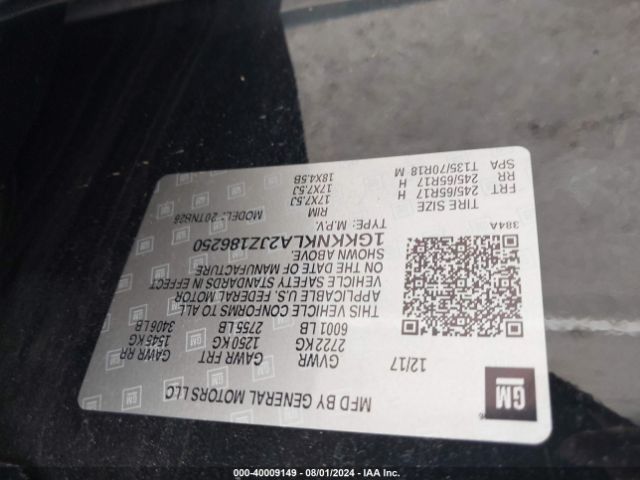 GM
MFD BY GENERAL MOTORS LLC
12/17
GVWR GAWR FRT GAWR RR
2722 KG 1250 KG 1545 KG
6001 LB 2755 LB 3406 LB
THIS VEHICLE CONFORMS TO ALL
APPLICABLE U.S. FEDERAL MOTOR
VEHICLE SAFETY STANDARDS IN EFFECT
ON THE DATE OF MANUFACTURE
SHOWN ABOVE.
1GKKNKLA2JZ186250
TYPE: M.P.V. MODEL: 20TNB26
384A
TIRE SIZE RIM
FRT 245/65R17 H 17X7.5J
RR 245/65R17 H 17X7.5J
SPA T135/70R18 M 18X4.5B
000-40009149 - 08/01/2024 - IAA Inc.